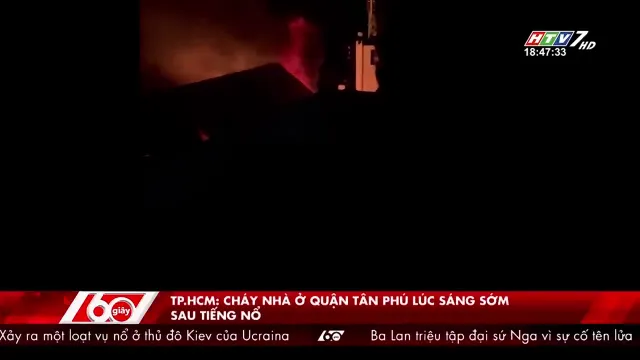 HTV7 HD
18:47:33
60 giây
TP.HCM: CHÁY NHÀ Ở QUẬN TÂN PHÚ LÚC SÁNG SỚM
SAU TIẾNG NỔ
Xảy ra một loạt vụ nổ ở thủ đô Kiev của Ucraina 60 giây Ba Lan triệu tập đại sứ Nga vì sự cố tên lửa